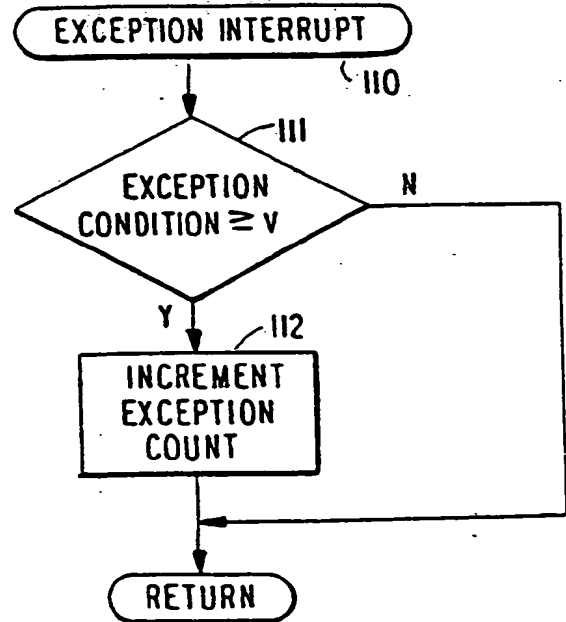 EXCEPTION INTERRUPT
110
111
EXCEPTION
CONDITION ≧ V
N
Y
112
INCREMENT
EXCEPTION
COUNT
RETURN